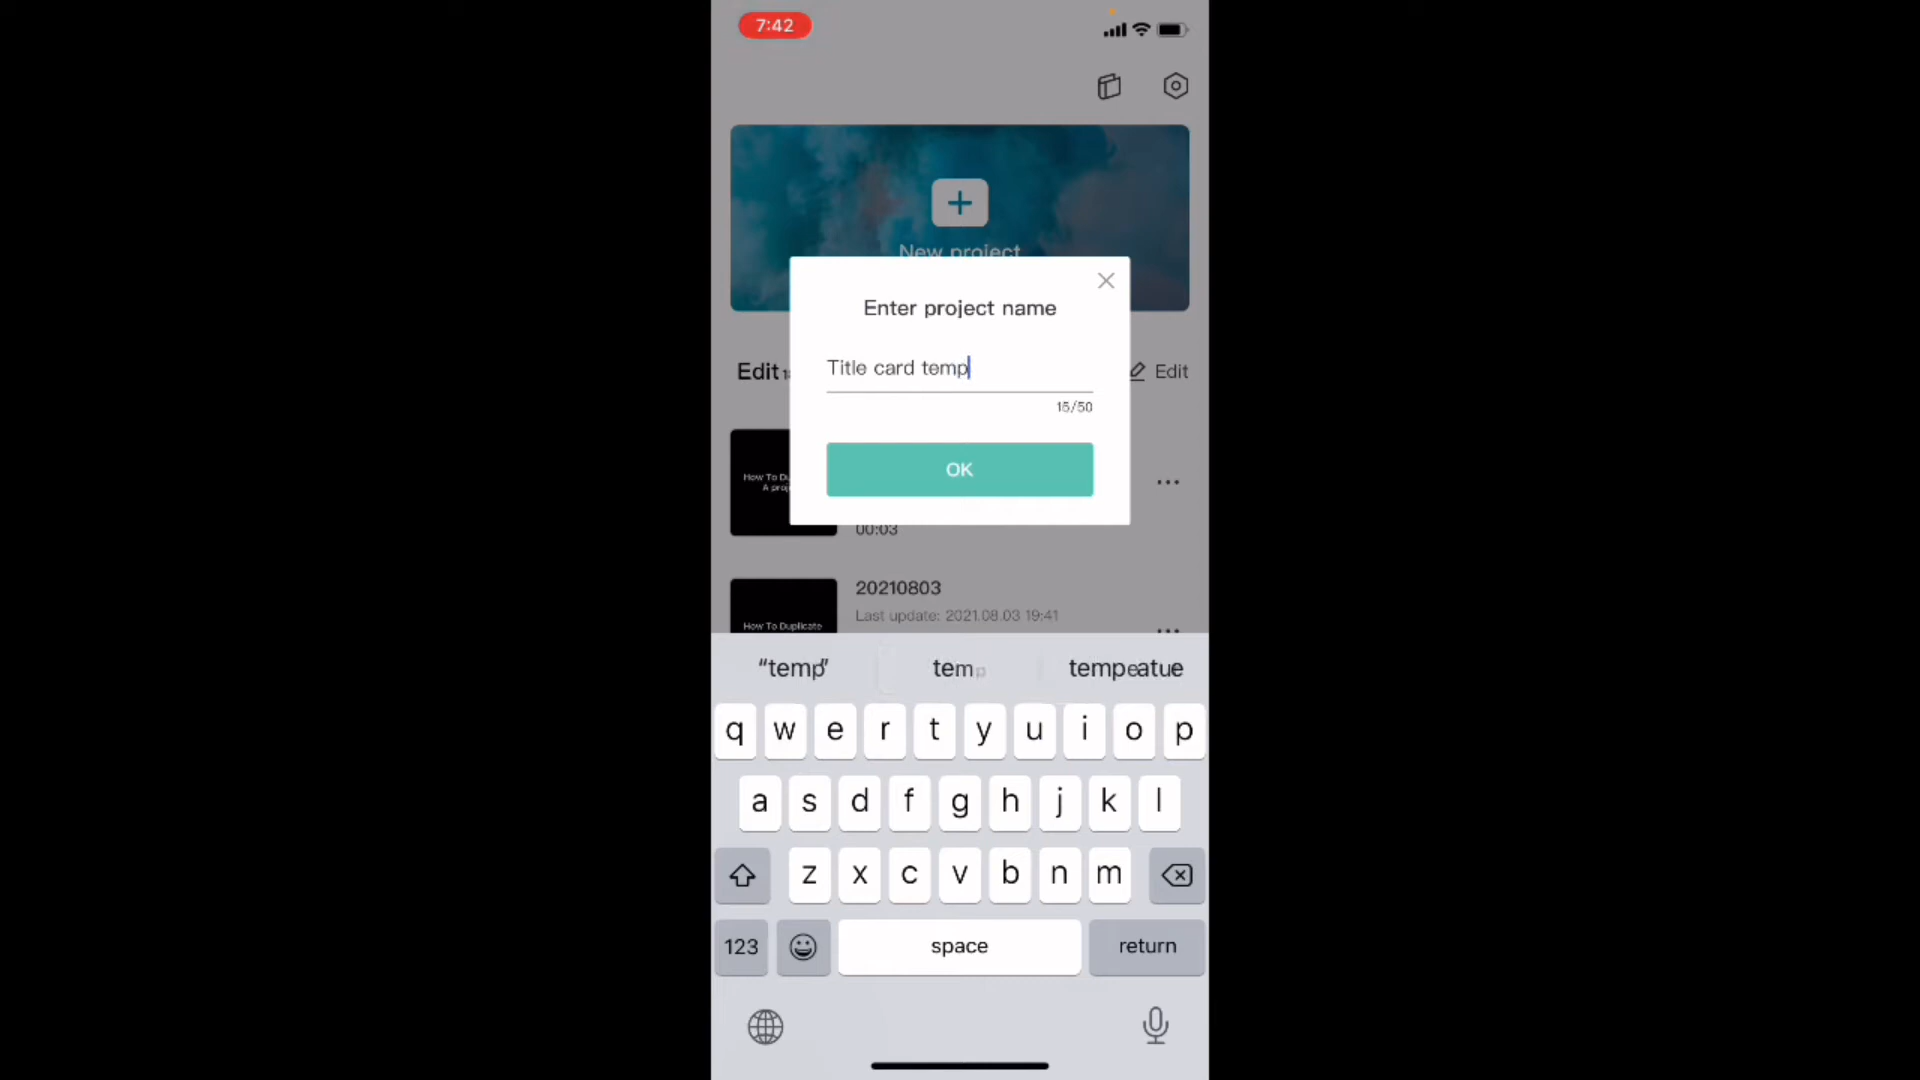 7:42
New project
Enter project name
Title card temp
15/50
OK
Edit
Edit
How To Du
A proj
00:03
20210803
Last update: 2021.08.03 19:41
How To Duplicate
“temp”
temp
tempeatue
q w e r t y u i o p
a s d f g h j k l
z x c v b n m
123
space
return